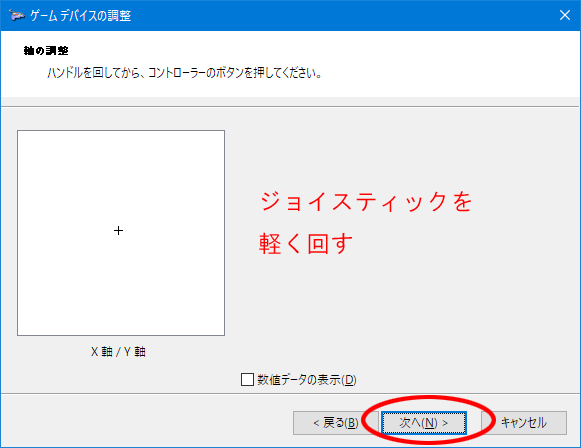 ゲーム デバイスの調整
軸の調整
ハンドルを回してから、コントローラーのボタンを押してください。
ジョイスティックを
軽く回す
X 軸 / Y 軸
数値データの表示(D)
< 戻る(B)
次へ(N) >
キャンセル